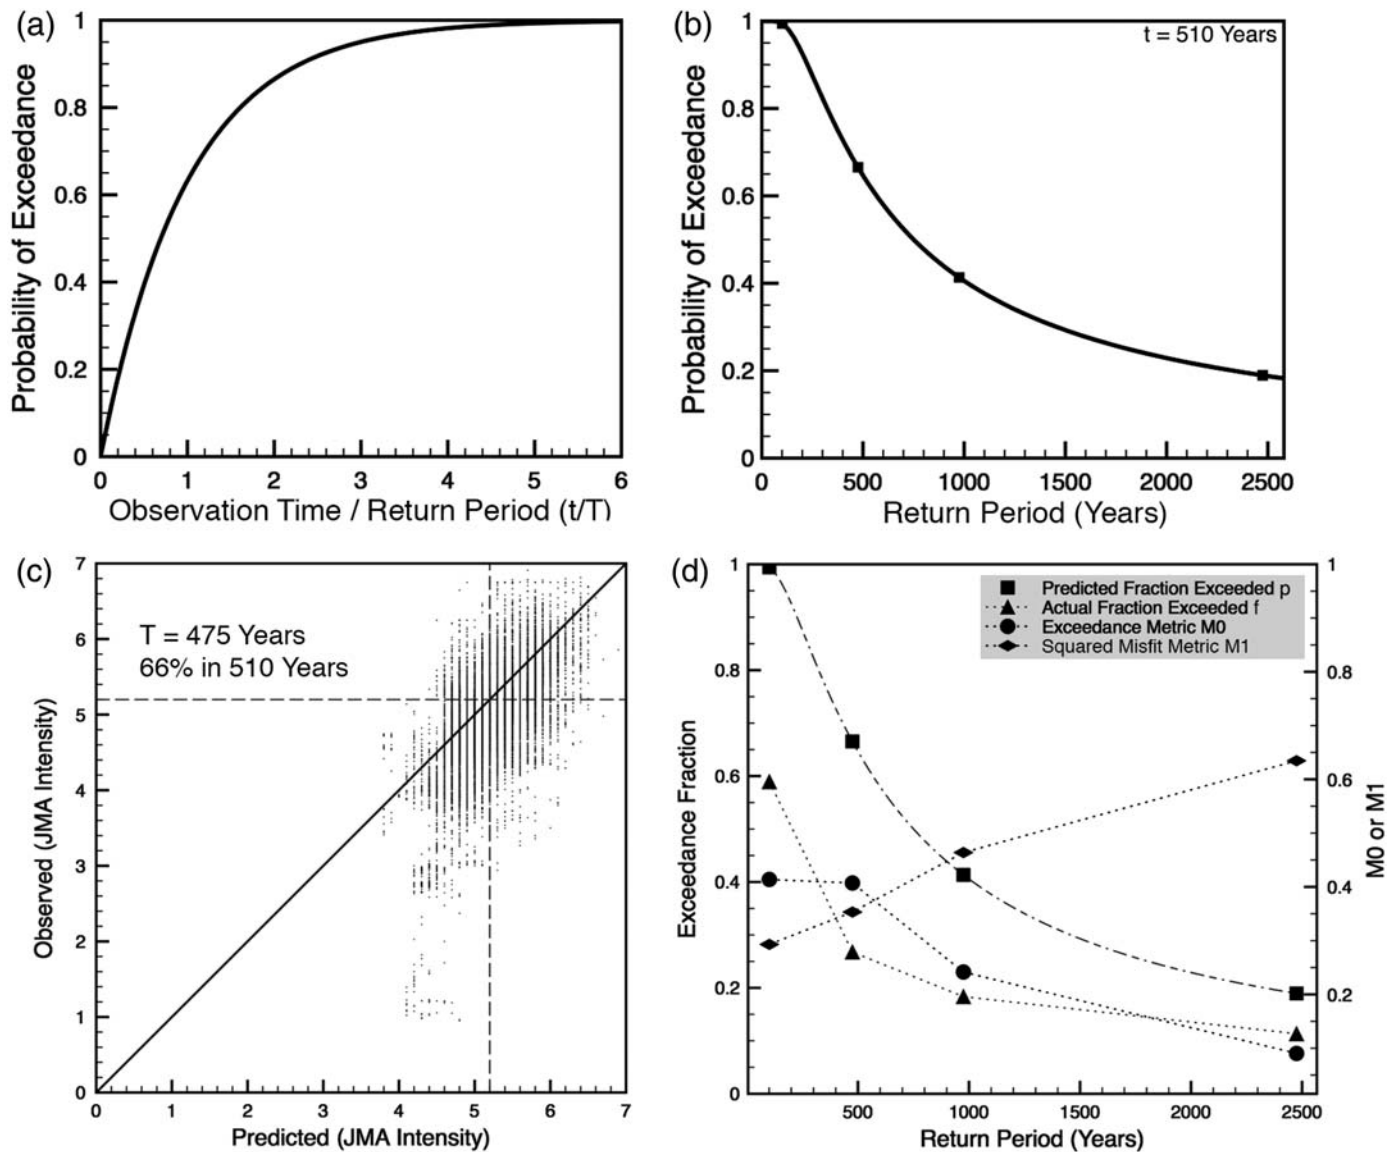 (a)
Probability of Exceedance
1
0.8
0.6
0.4
0.2
0
0 1 2 3 4 5 6
Observation Time / Return Period (t/T)
(b)
t = 510 Years
Probability of Exceedance
1
0.8
0.6
0.4
0.2
0
0 500 1000 1500 2000 2500
Return Period (Years)
(c)
T = 475 Years
66% in 510 Years
Observed (JMA Intensity)
7
6
5
4
3
2
1
0
0 1 2 3 4 5 6 7
Predicted (JMA Intensity)
(d)
Predicted Fraction Exceeded p
Actual Fraction Exceeded f
Exceedance Metric M0
Squared Misfit Metric M1
Exceedance Fraction
1
0.8
0.6
0.4
0.2
0
1
0.8
0.6
0.4
0.2
M0 or M1
500 1000 1500 2000 2500
Return Period (Years)